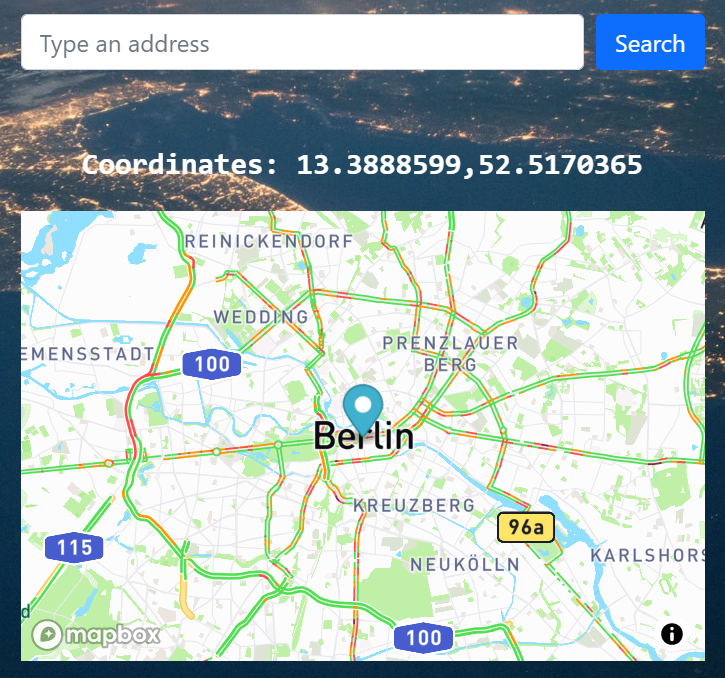 Type an address
Search
Coordinates: 13.3888599,52.5170365
REINICKENDORF
WEDDING
PRENZLAUER
BERG
EMENSSTADT
100
Berlin
KREUZBERG
96a
115
NEUKÖLLN
KARLSHORS
d
mapbox
100